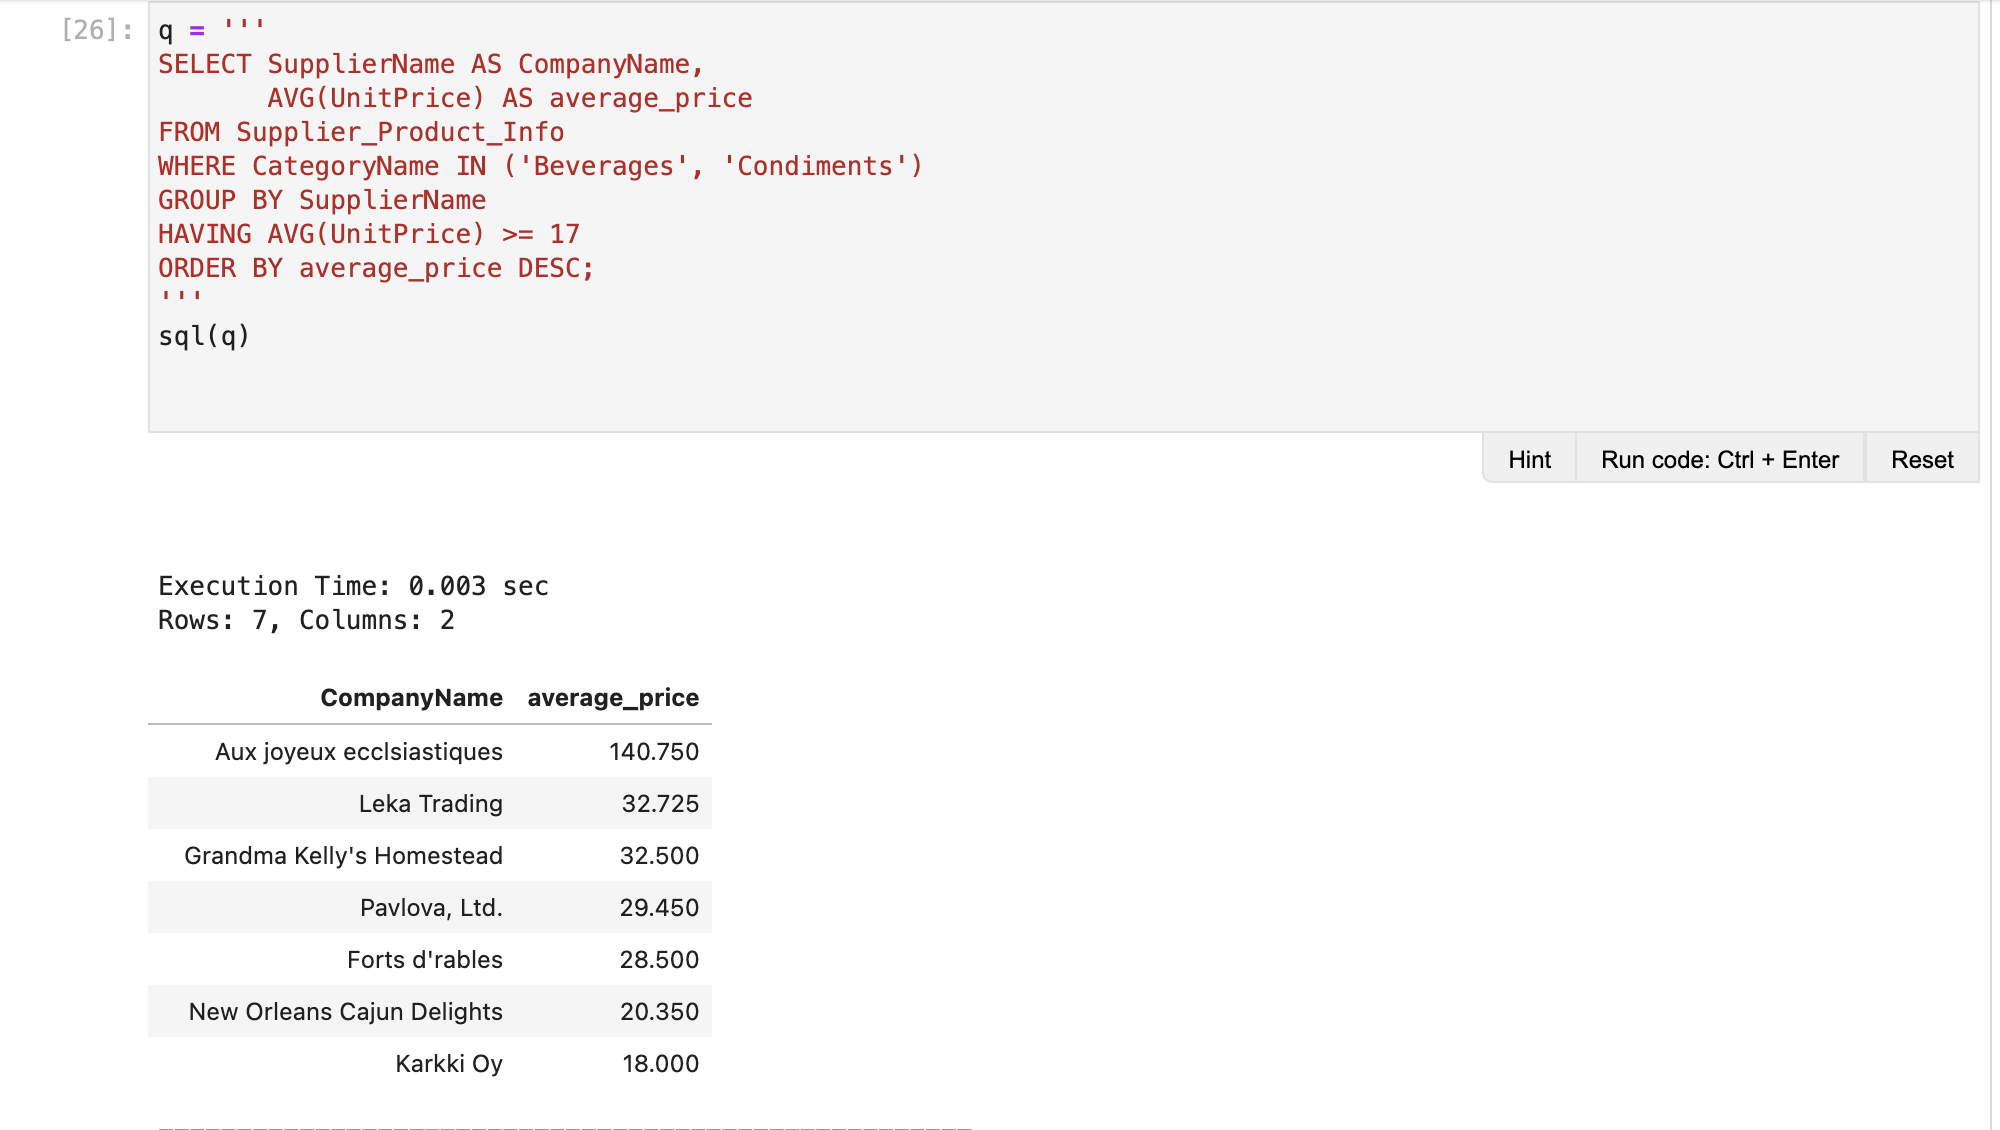 [26]:
q = '''
SELECT SupplierName AS CompanyName,
       AVG(UnitPrice) AS average_price
FROM Supplier_Product_Info
WHERE CategoryName IN ('Beverages', 'Condiments')
GROUP BY SupplierName
HAVING AVG(UnitPrice) >= 17
ORDER BY average_price DESC;
'''
sql(q)
Hint Run code: Ctrl + Enter Reset
Execution Time: 0.003 sec
Rows: 7, Columns: 2
CompanyName average_price
Aux joyeux ecclsiastiques 140.750
Leka Trading 32.725
Grandma Kelly's Homestead 32.500
Pavlova, Ltd. 29.450
Forts d'rables 28.500
New Orleans Cajun Delights 20.350
Karkki Oy 18.000